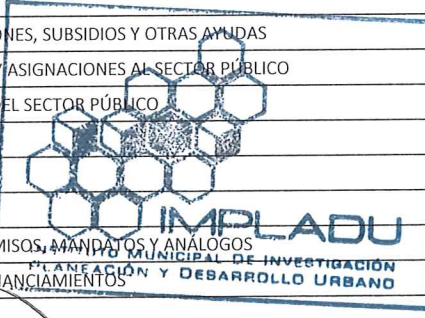 NES, SUBSIDIOS Y OTRAS AYUDAS
ASIGNACIONES AL SECTOR PÚBLICO
EL SECTOR PÚBLICO
IMPLADU
MISOS, MANDATOS Y ANÁLOGOS
INSTITUTO MUNICIPAL DE INVESTIGACIÓN
ANCIAMIENTOS
PLANEACIÓN Y DESARROLLO URBANO